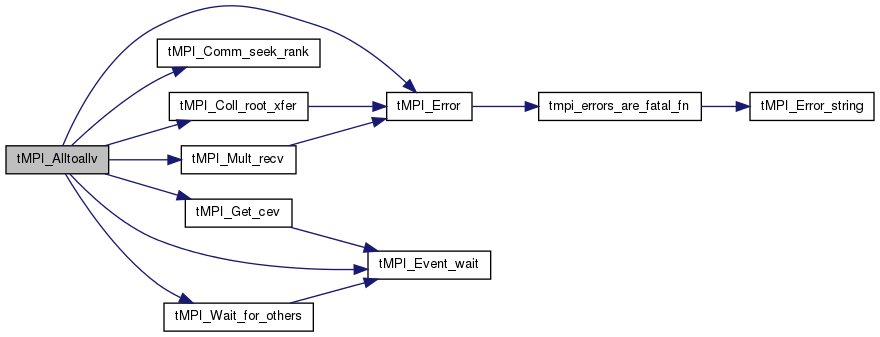 tMPI_Comm_seek_rank
tMPI_Coll_root_xfer
tMPI_Error
tmpi_errors_are_fatal_fn
tMPI_Error_string
tMPI_Alltoallv
tMPI_Mult_recv
tMPI_Get_cev
tMPI_Event_wait
tMPI_Wait_for_others